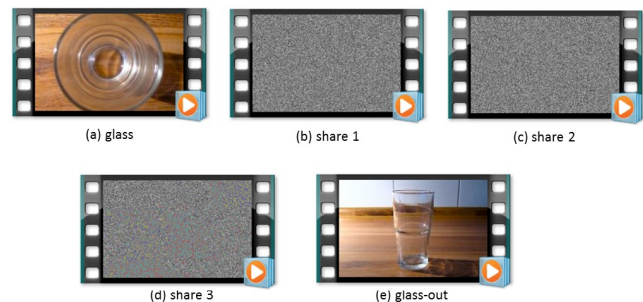 (a) glass
(b) share 1
(c) share 2
(d) share 3
(e) glass-out